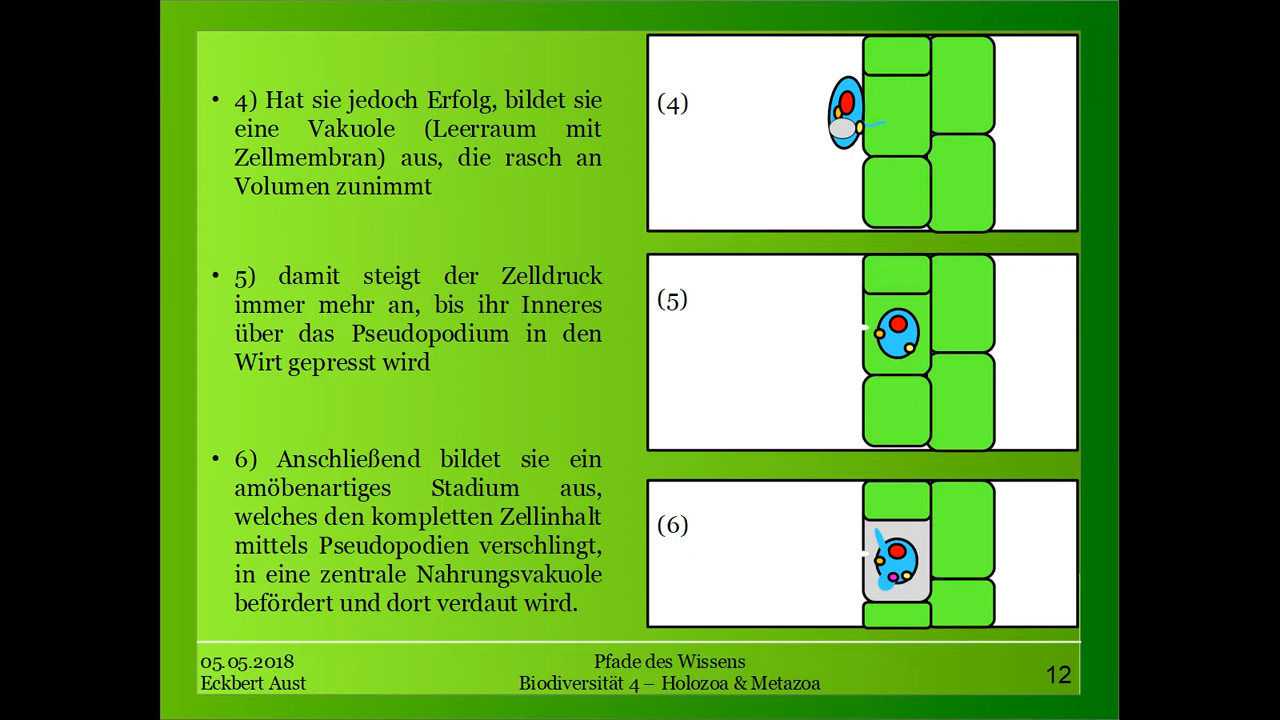 • 4) Hat sie jedoch Erfolg, bildet sie
eine Vakuole (Leerraum mit
Zellmembran) aus, die rasch an
Volumen zunimmt
(4)
• 5) damit steigt der Zelldruck
immer mehr an, bis ihr Inneres
über das Pseudopodium in den
Wirt gepresst wird
(5)
• 6) Anschließend bildet sie ein
amöbenartiges Stadium aus,
welches den kompletten Zellinhalt
mittels Pseudopodien verschlingt,
in eine zentrale Nahrungsvakuole
befördert und dort verdaut wird.
(6)
05.05.2018
Eckbert Aust
Pfade des Wissens
Biodiversität 4 – Holozoa & Metazoa
12